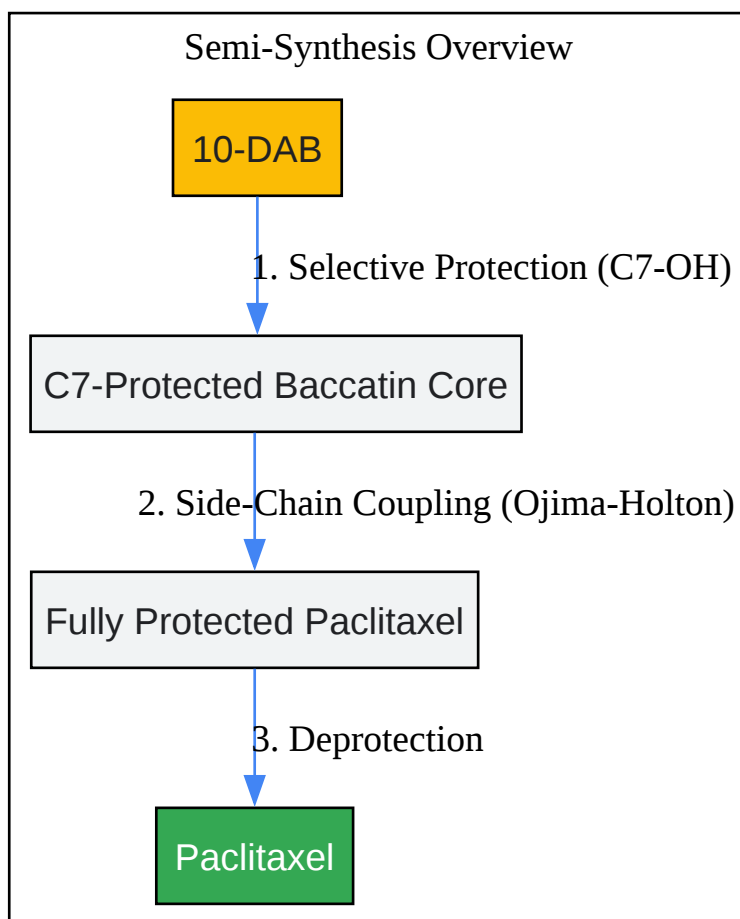 Semi-Synthesis Overview
10-DAB
1. Selective Protection (C7-OH)
C7-Protected Baccatin Core
2. Side-Chain Coupling (Ojima-Holton)
Fully Protected Paclitaxel
3. Deprotection
Paclitaxel